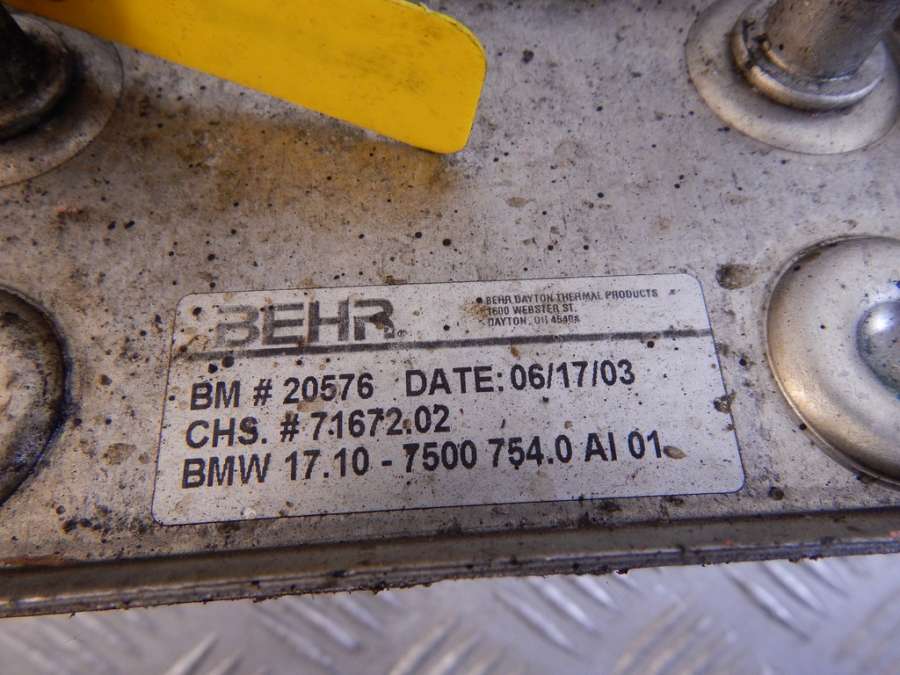 BEHR
BEHR DAYTON THERMAL PRODUCTS
1600 WEBSTER ST.
DAYTON, OH 45404
BM # 20576 DATE: 06/17/03
CHS. # 71672.02
BMW 17.10 - 7500 754.0 AI 01